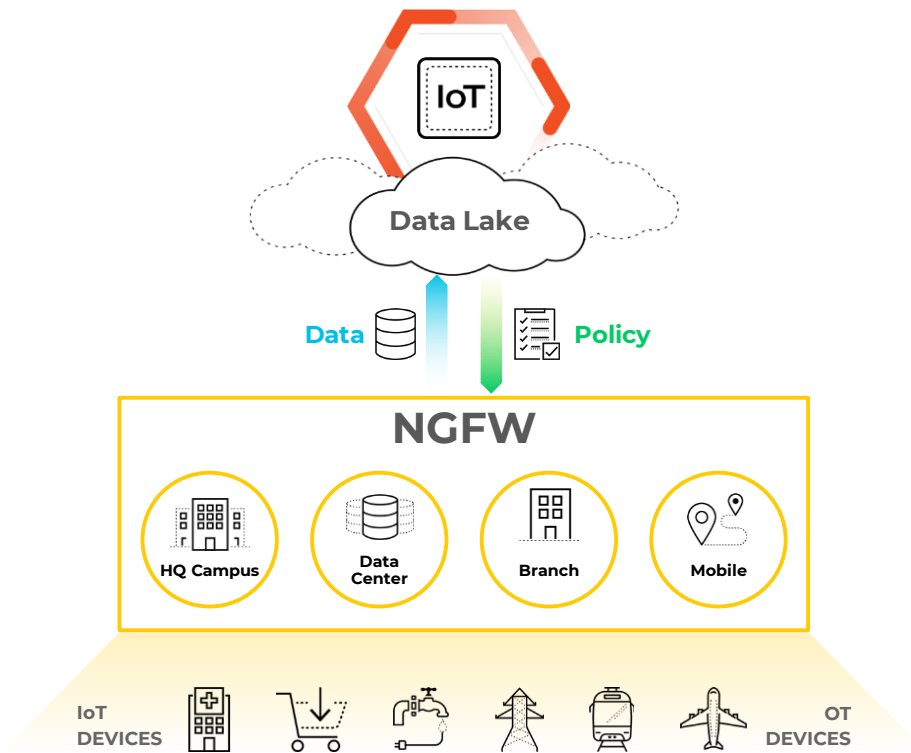 IoT
Data Lake
Data
Policy
NGFW
HQ Campus
Data
Center
Branch
Mobile
IoT
DEVICES
OT
DEVICES